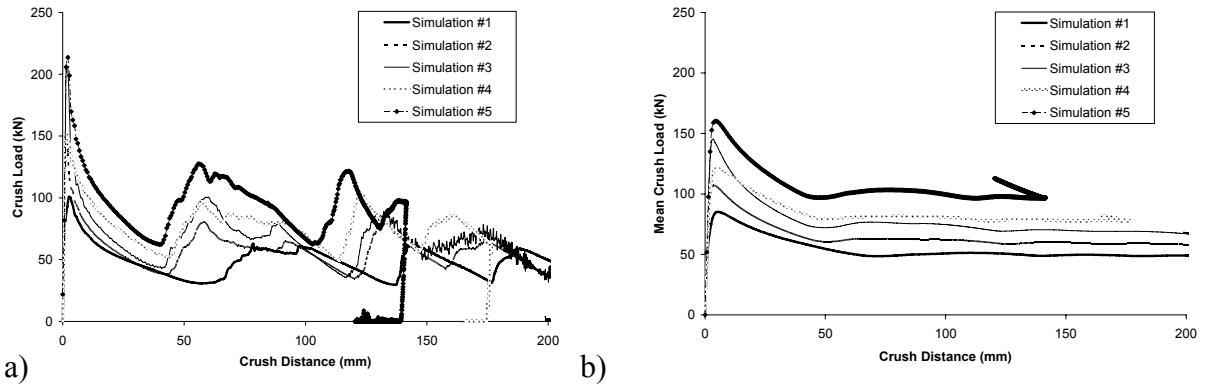 250
200
150
100
50
0
Crush Load (kN)
0 50 100 150 200
Crush Distance (mm)
Simulation #1
Simulation #2
Simulation #3
Simulation #4
Simulation #5
a)
250
200
150
100
50
0
Mean Crush Load (kN)
0 50 100 150 200
Crush Distance (mm)
Simulation #1
Simulation #2
Simulation #3
Simulation #4
Simulation #5
b)